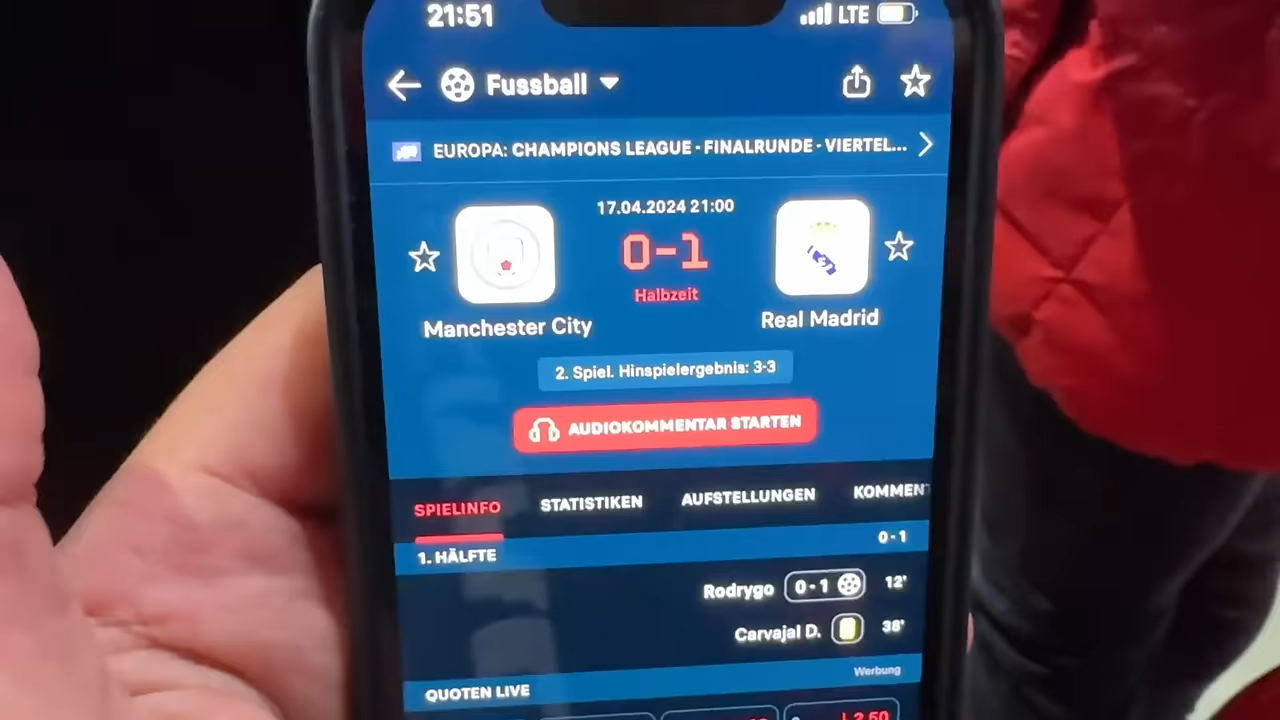 21:51 LTE
Fussball
EUROPA: CHAMPIONS LEAGUE - FINALRUNDE - VIERTEL...
17.04.2024 21:00
0-1
Halbzeit
Manchester City
Real Madrid
2. Spiel. Hinspielergebnis: 3-3
AUDIOKOMMENTAR STARTEN
SPIELINFO STATISTIKEN AUFSTELLUNGEN KOMMENT
1. HÄLFTE 0-1
Rodrygo 0-1 12'
Carvajal D. 38'
Werbung
QUOTEN LIVE
2.50